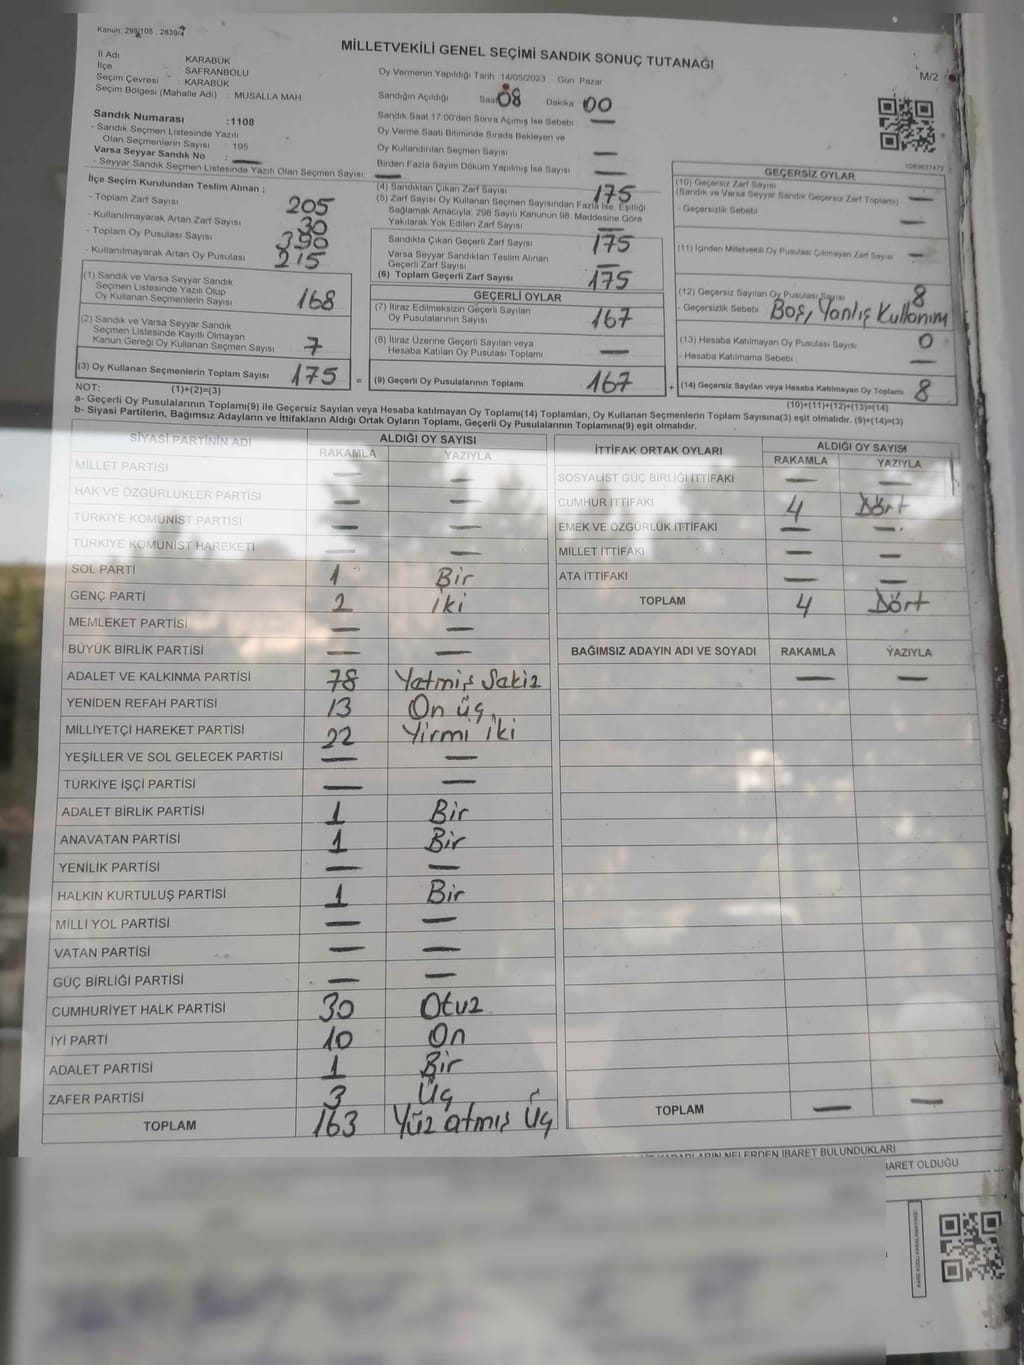 Kanun: 298/105 , 2839/4
MİLLETVEKİLİ GENEL SEÇİMİ SANDIK SONUÇ TUTANAĞI
M/2
İl Adı KARABÜK
İlçe SAFRANBOLU
Seçim Çevresi KARABÜK
Seçim Bölgesi (Mahalle Adı) : MUSALLA MAH
Oy Vermenin Yapıldığı Tarih 14/05/2023 Gün Pazar
Sandığın Açıldığı Saat 08 Dakika 00
Sandık Numarası :1108
- Sandık Seçmen Listesinde Yazılı
Olan Seçmenlerin Sayısı : 195
Varsa Seyyar Sandık No : —
- Seyyar Sandık Seçmen Listesinde Yazılı Olan Seçmen Sayısı: —
Sandık Saat 17:00'den Sonra Açımış İse Sebebi : —
Oy Verme Saati Bitiminde Sırada Bekleyen ve
Oy Kullandırılan Seçmen Sayısı : —
Birden Fazla Sayım Döküm Yapılmış İse Sayısı : —
İlçe Seçim Kurulundan Teslim Alınan ;
- Toplam Zarf Sayısı 205
- Kullanılmayarak Artan Zarf Sayısı 30
- Toplam Oy Pusulası Sayısı 390
- Kullanılmayarak Artan Oy Pusulası 215
(1) Sandık ve Varsa Seyyar Sandık
Seçmen Listesinde Yazılı Olup
Oy Kullanan Seçmenlerin Sayısı 168
(2) Sandık ve Varsa Seyyar Sandık
Seçmen Listesinde Kayıtlı Olmayan
Kanun Gereği Oy Kullanan Seçmen Sayısı 7
(3) Oy Kullanan Seçmenlerin Toplam Sayısı 175
(1)+(2)=(3)
(4) Sandıktan Çıkan Zarf Sayısı 175
(5) Zarf Sayısı Oy Kullanan Seçmen Sayısından Fazla İse, Eşitliği
Sağlamak Amacıyla, 298 Sayılı Kanunun 98. Maddesine Göre
Yakılarak Yok Edilen Zarf Sayısı —
Sandıkta Çıkan Geçerli Zarf Sayısı 175
Varsa Seyyar Sandıktan Teslim Alınan
Geçerli Zarf Sayısı —
(6) Toplam Geçerli Zarf Sayısı 175
GEÇERLİ OYLAR
(7) İtiraz Edilmeksizin Geçerli Sayılan
Oy Pusulalarının Sayısı 167
(8) İtiraz Üzerine Geçerli Sayılan veya
Hesaba Katılan Oy Pusulası Toplamı —
= (9) Geçerli Oy Pusulalarının Toplamı 167 +
1089627472
GEÇERSİZ OYLAR
(10) Geçersiz Zarf Sayısı
(Sandık ve Varsa Seyyar Sandık Geçersiz Zarf Toplamı) —
- Geçersizlik Sebebi —
(11) İçinden Milletvekili Oy Pusulası Çıkmayan Zarf Sayısı —
(12) Geçersiz Sayılan Oy Pusulası Sayısı 8
- Geçersizlik Sebebi Boş, Yanlış Kullanım
(13) Hesaba Katılmayan Oy Pusulası Sayısı 0
- Hesaba Katılmama Sebebi —
(14) Geçersiz Sayılan veya Hesaba Katılmayan Oy Toplamı 8
(10)+(11)+(12)+(13)=(14)
NOT:
a- Geçerli Oy Pusulalarının Toplamı(9) ile Geçersiz Sayılan veya Hesaba katılmayan Oy Toplamı(14) Toplamları, Oy Kullanan Seçmenlerin Toplam Sayısına(3) eşit olmalıdır. (9)+(14)=(3)
b- Siyasi Partilerin, Bağımsız Adayların ve İttifakların Aldığı Ortak Oyların Toplamı, Geçerli Oy Pusulalarının Toplamına(9) eşit olmalıdır.
SİYASİ PARTİNİN ADI ALDIĞI OY SAYISI
RAKAMLA YAZIYLA
MİLLET PARTİSİ — —
HAK VE ÖZGÜRLÜKLER PARTİSİ — —
TÜRKİYE KOMÜNİST PARTİSİ — —
TÜRKİYE KOMÜNİST HAREKETİ — —
SOL PARTİ 1 Bir
GENÇ PARTİ 2 İki
MEMLEKET PARTİSİ — —
BÜYÜK BİRLİK PARTİSİ — —
ADALET VE KALKINMA PARTİSİ 78 Yetmiş Sekiz
YENİDEN REFAH PARTİSİ 13 On üç
MİLLİYETÇİ HAREKET PARTİSİ 22 Yirmi iki
YEŞİLLER VE SOL GELECEK PARTİSİ — —
TÜRKİYE İŞÇİ PARTİSİ — —
ADALET BİRLİK PARTİSİ 1 Bir
ANAVATAN PARTİSİ 1 Bir
YENİLİK PARTİSİ — —
HALKIN KURTULUŞ PARTİSİ 1 Bir
MİLLİ YOL PARTİSİ — —
VATAN PARTİSİ — —
GÜÇ BİRLİĞİ PARTİSİ — —
CUMHURİYET HALK PARTİSİ 30 Otuz
İYİ PARTİ 10 On
ADALET PARTİSİ 1 Bir
ZAFER PARTİSİ 3 Üç
TOPLAM 163 Yüz atmış Üç
İTTİFAK ORTAK OYLARI ALDIĞI OY SAYISI
RAKAMLA YAZIYLA
SOSYALİST GÜÇ BİRLİĞİ İTTİFAKI — —
CUMHUR İTTİFAKI 4 Dört
EMEK VE ÖZGÜRLÜK İTTİFAKI — —
MİLLET İTTİFAKI — —
ATA İTTİFAKI — —
TOPLAM 4 Dört
BAĞIMSIZ ADAYIN ADI VE SOYADI RAKAMLA YAZIYLA
— —
TOPLAM — —
NELERDEN İBARET BULUNDUKLARI
İBARET OLDUĞU